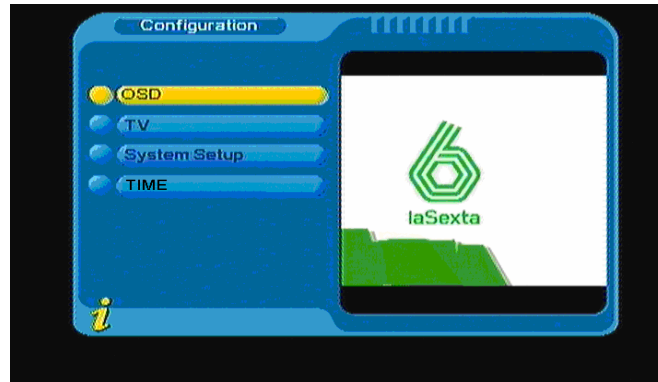 Configuration
OSD
TV
System Setup
TIME
laSexta